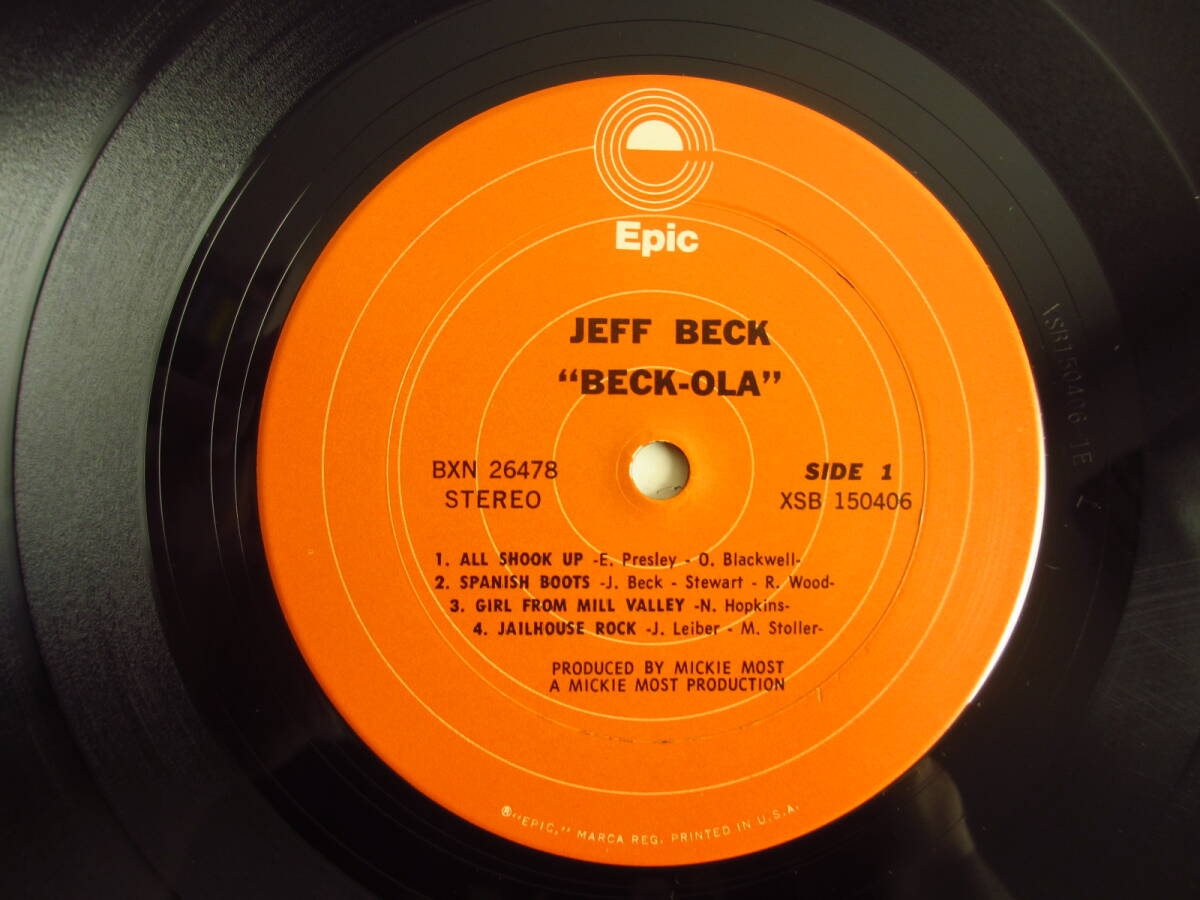 Epic
JEFF BECK
“BECK-OLA”
BXN 26478
STEREO
SIDE 1
XSB 150406
1. ALL SHOOK UP -E. Presley - O. Blackwell-
2. SPANISH BOOTS -J. Beck - Stewart - R. Wood-
3. GIRL FROM MILL VALLEY -N. Hopkins-
4. JAILHOUSE ROCK -J. Leiber - M. Stoller-
PRODUCED BY MICKIE MOST
A MICKIE MOST PRODUCTION
®“EPIC,” MARCA REG. PRINTED IN U.S.A.
XSB150406 1E